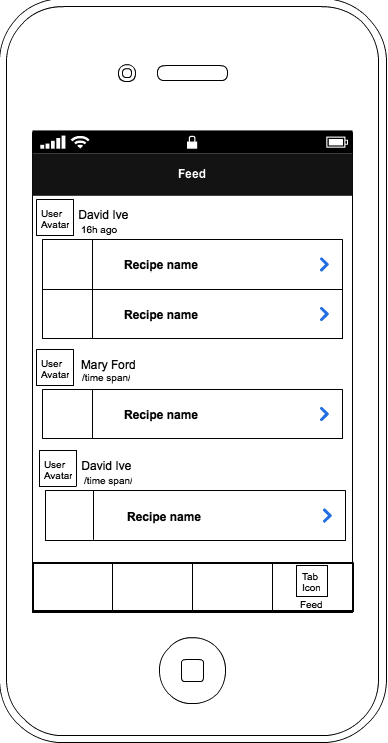 Feed
User
Avatar
David Ive
16h ago
Recipe name
Recipe name
User
Avatar
Mary Ford
/time span/
Recipe name
User
Avatar
David Ive
/time span/
Recipe name
Tab
Icon
Feed